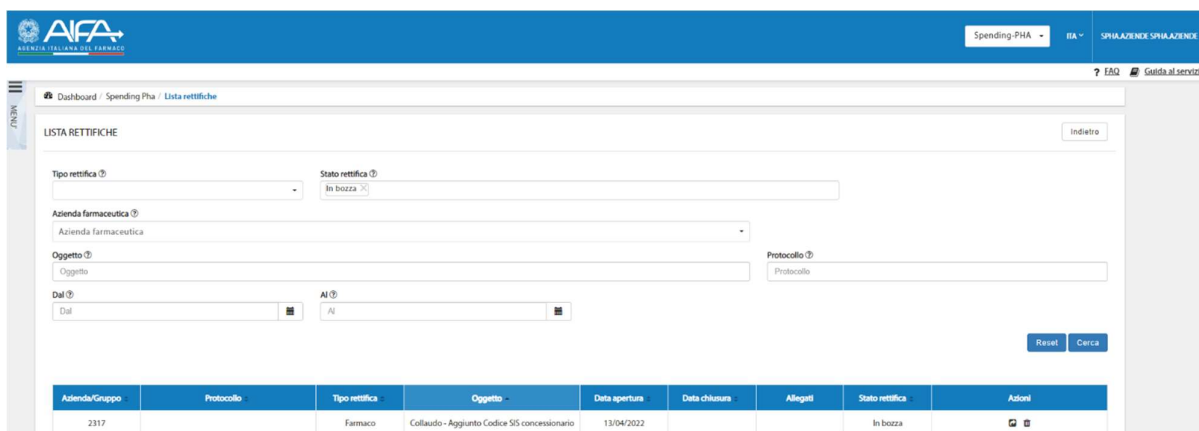 AIFA
AGENZIA ITALIANA DEL FARMACO
Spending-PHA
ITA
SPHA.AZIENDE SPHA.AZIENDE
? FAQ
Guida al servizi
MENU'
Dashboard / Spending Pha / Lista rettifiche
LISTA RETTIFICHE
Indietro
Tipo rettifica ?
Stato rettifica ?
In bozza ×
Azienda farmaceutica ?
Azienda farmaceutica
Oggetto ?
Protocollo ?
Oggetto
Protocollo
Dal ?
Al ?
Dal
Al
Reset
Cerca
Azienda/Gruppo Protocollo Tipo rettifica Oggetto Data apertura Data chiusura Allegati Stato rettifica Azioni
2317 Farmaco Collaudo - Aggiunto Codice SIS concessionario 13/04/2022 In bozza